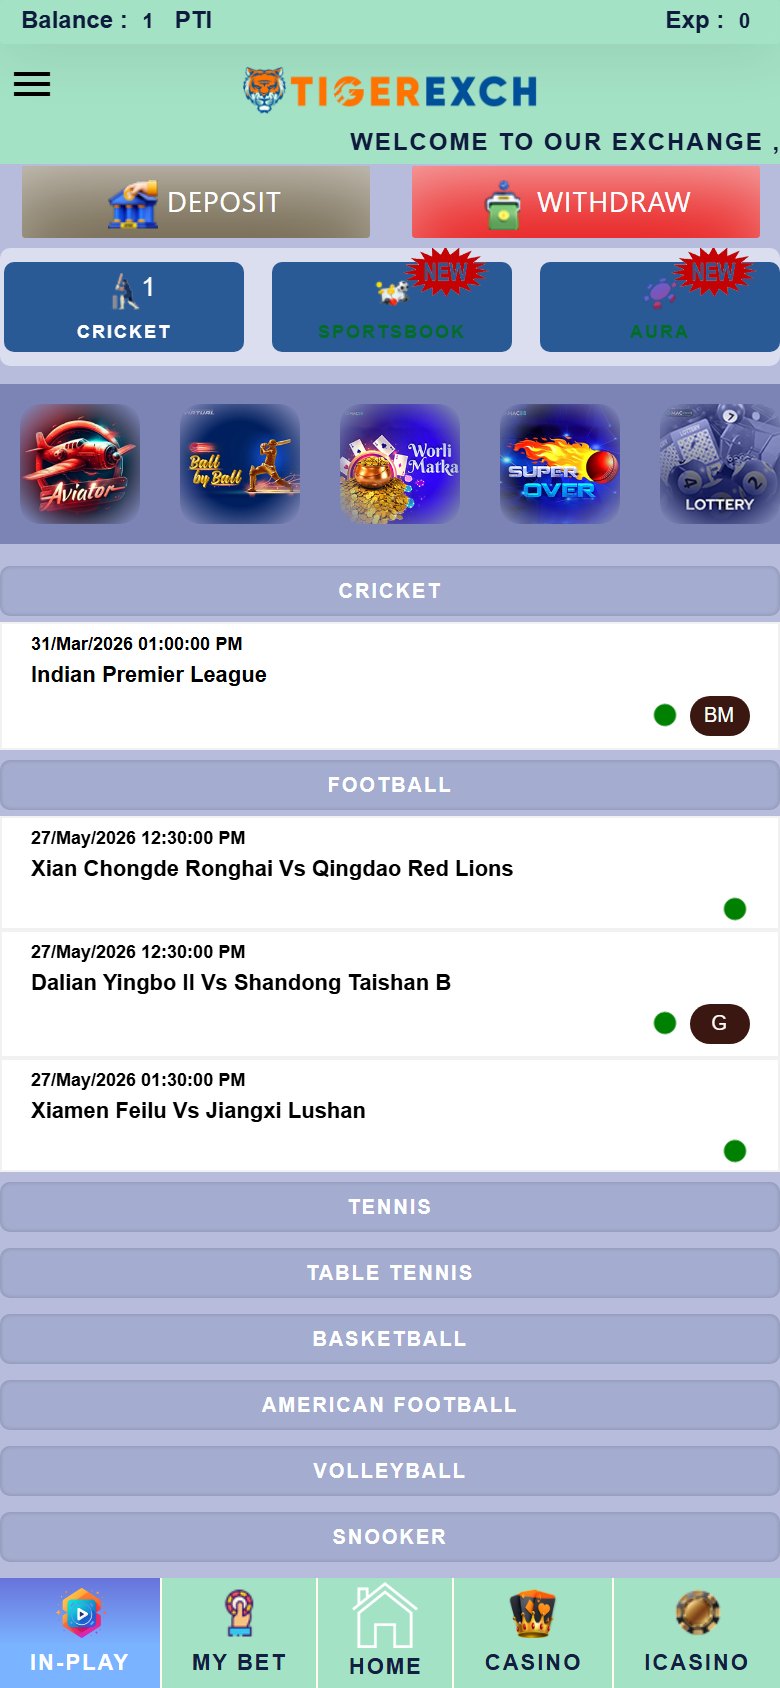 Balance : 1 PTI Exp : 0
TIGEREXCH
WELCOME TO OUR EXCHANGE ,
DEPOSIT
WITHDRAW
1
CRICKET
NEW
SPORTSBOOK
NEW
AURA
Aviator
VIRTUAL
Ball
by Ball
Worli
Matka
SUPER
OVER
7
4
2
LOTTERY
CRICKET
31/Mar/2026 01:00:00 PM
Indian Premier League
BM
FOOTBALL
27/May/2026 12:30:00 PM
Xian Chongde Ronghai Vs Qingdao Red Lions
27/May/2026 12:30:00 PM
Dalian Yingbo II Vs Shandong Taishan B
G
27/May/2026 01:30:00 PM
Xiamen Feilu Vs Jiangxi Lushan
TENNIS
TABLE TENNIS
BASKETBALL
AMERICAN FOOTBALL
VOLLEYBALL
SNOOKER
IN-PLAY
MY BET
HOME
CASINO
ICASINO